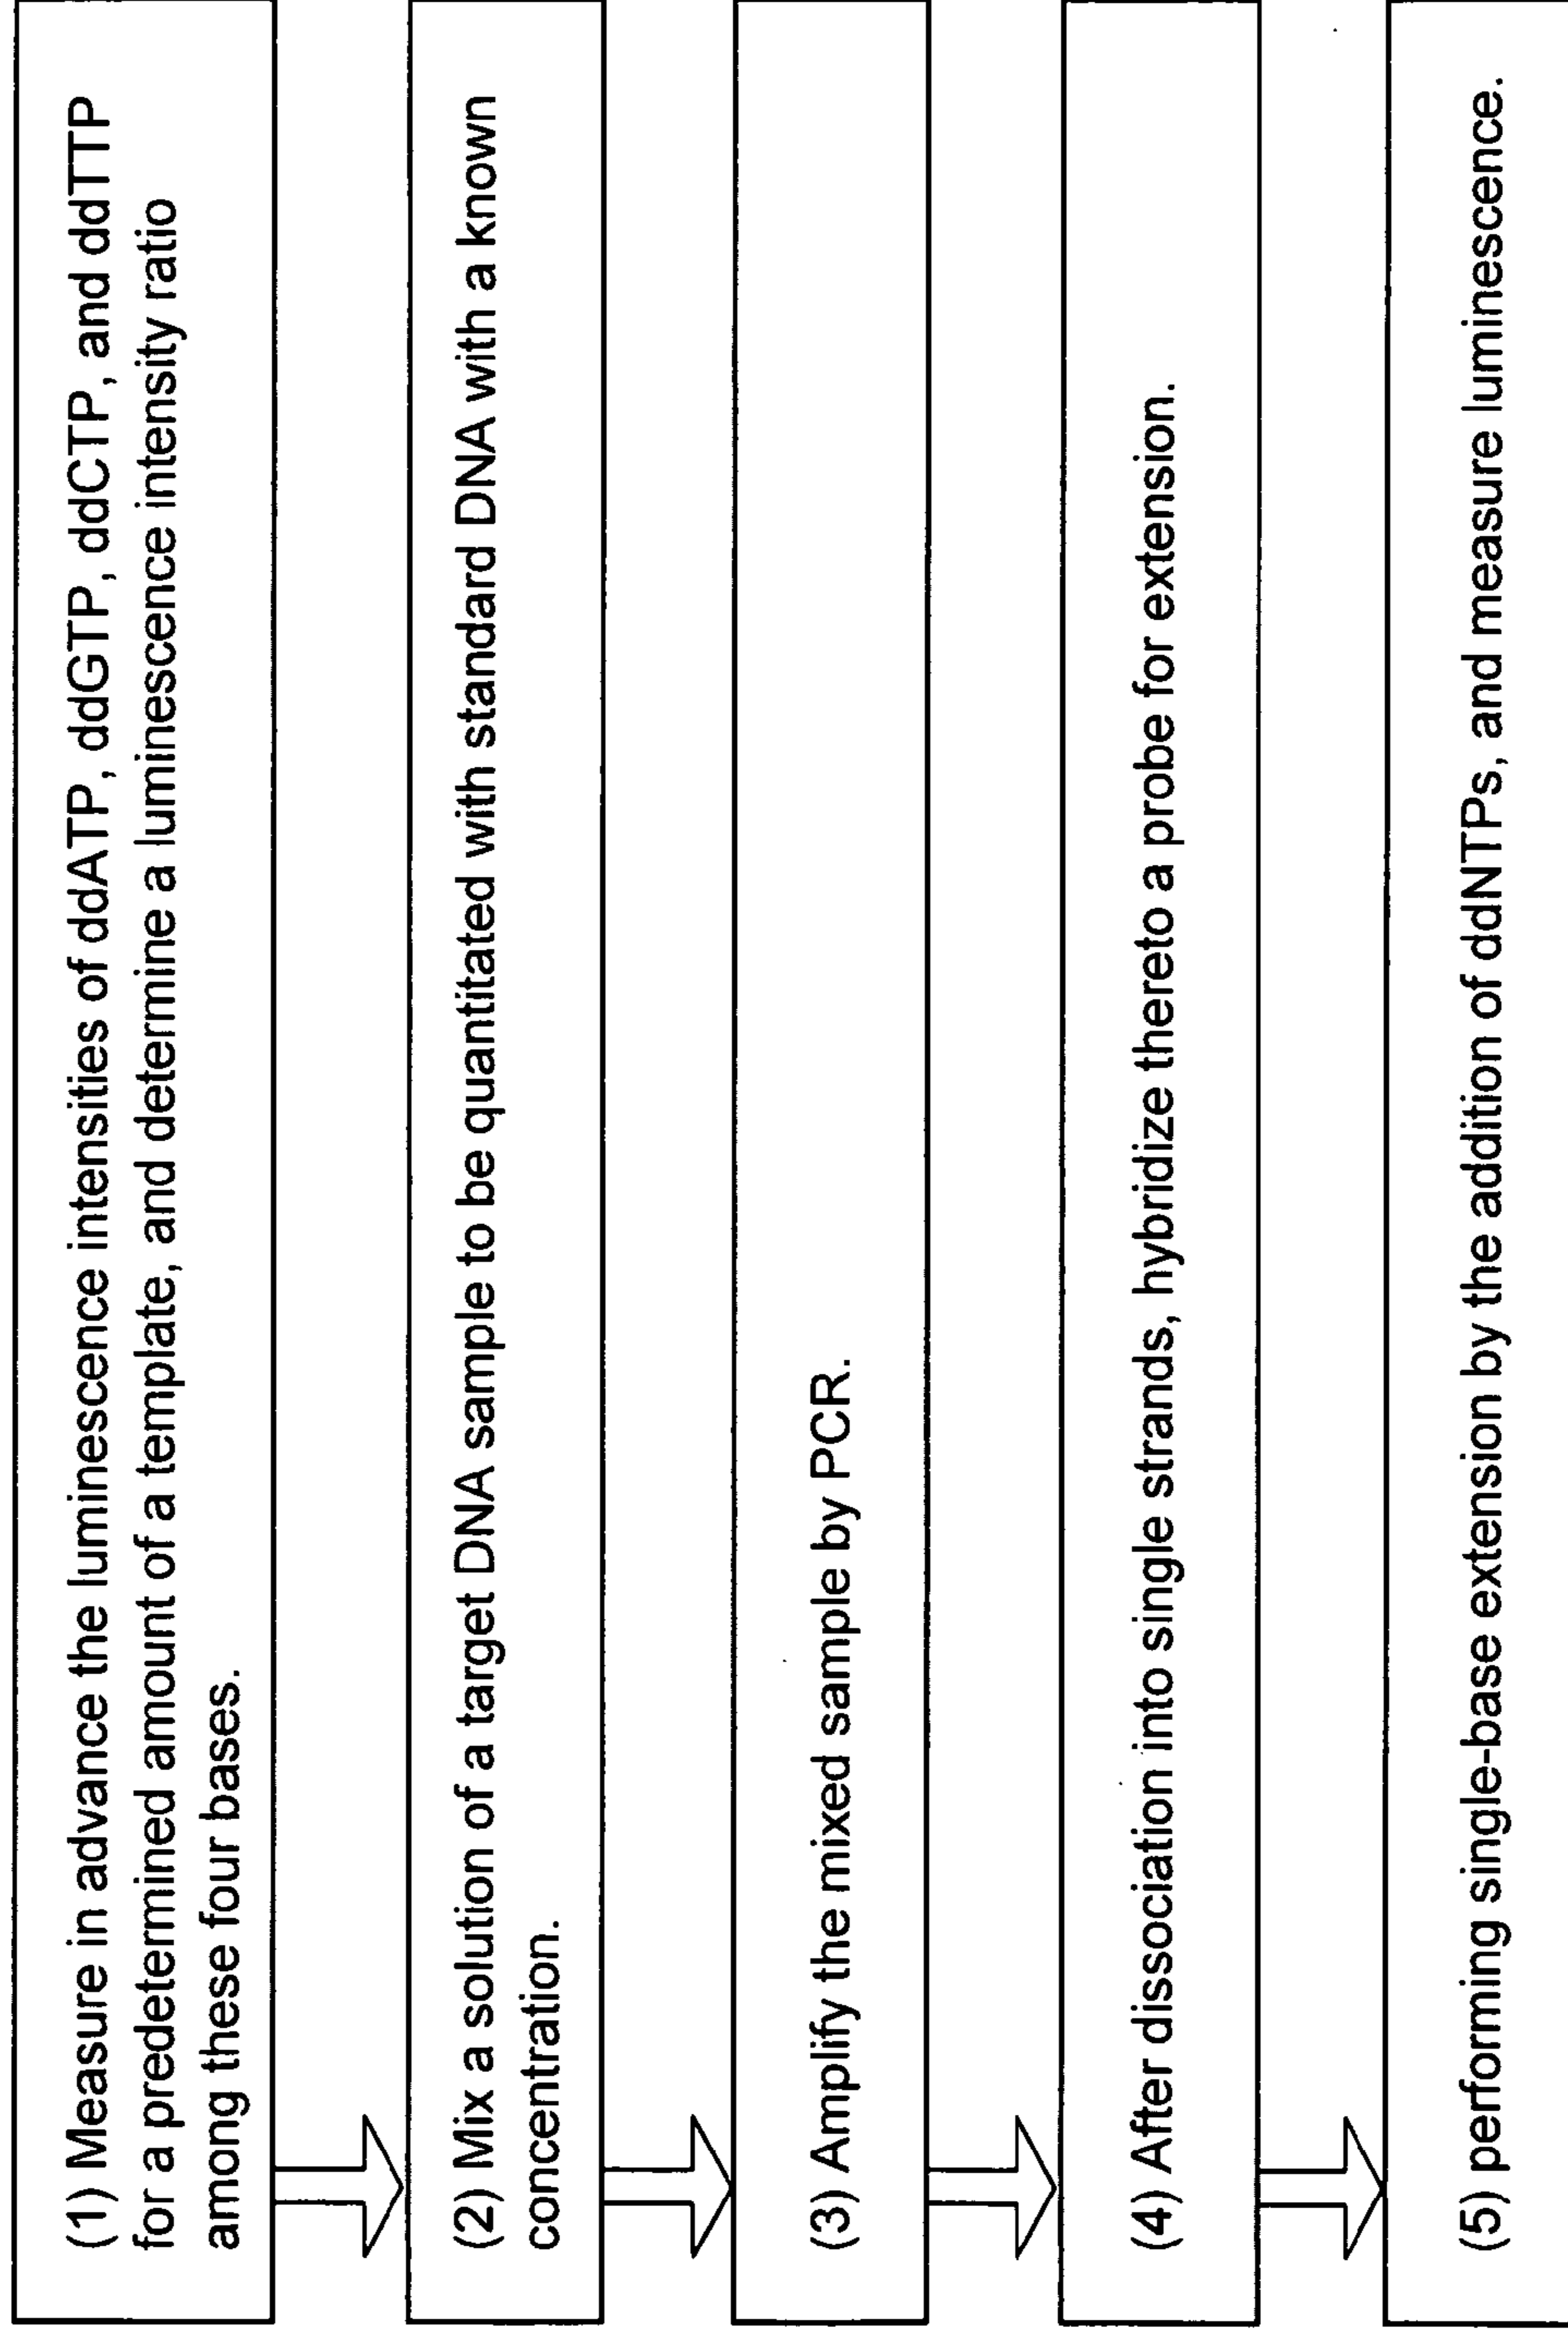 (1) Measure in advance the luminescence intensities of ddATP, ddGTP, ddCTP, and ddTTP
for a predetermined amount of a template, and determine a luminescence intensity ratio
among these four bases.
(2) Mix a solution of a target DNA sample to be quantitated with standard DNA with a known
concentration.
(3) Amplify the mixed sample by PCR.
(4) After dissociation into single strands, hybridize thereto a probe for extension.
(5) performing single-base extension by the addition of ddNTPs, and measure luminescence.